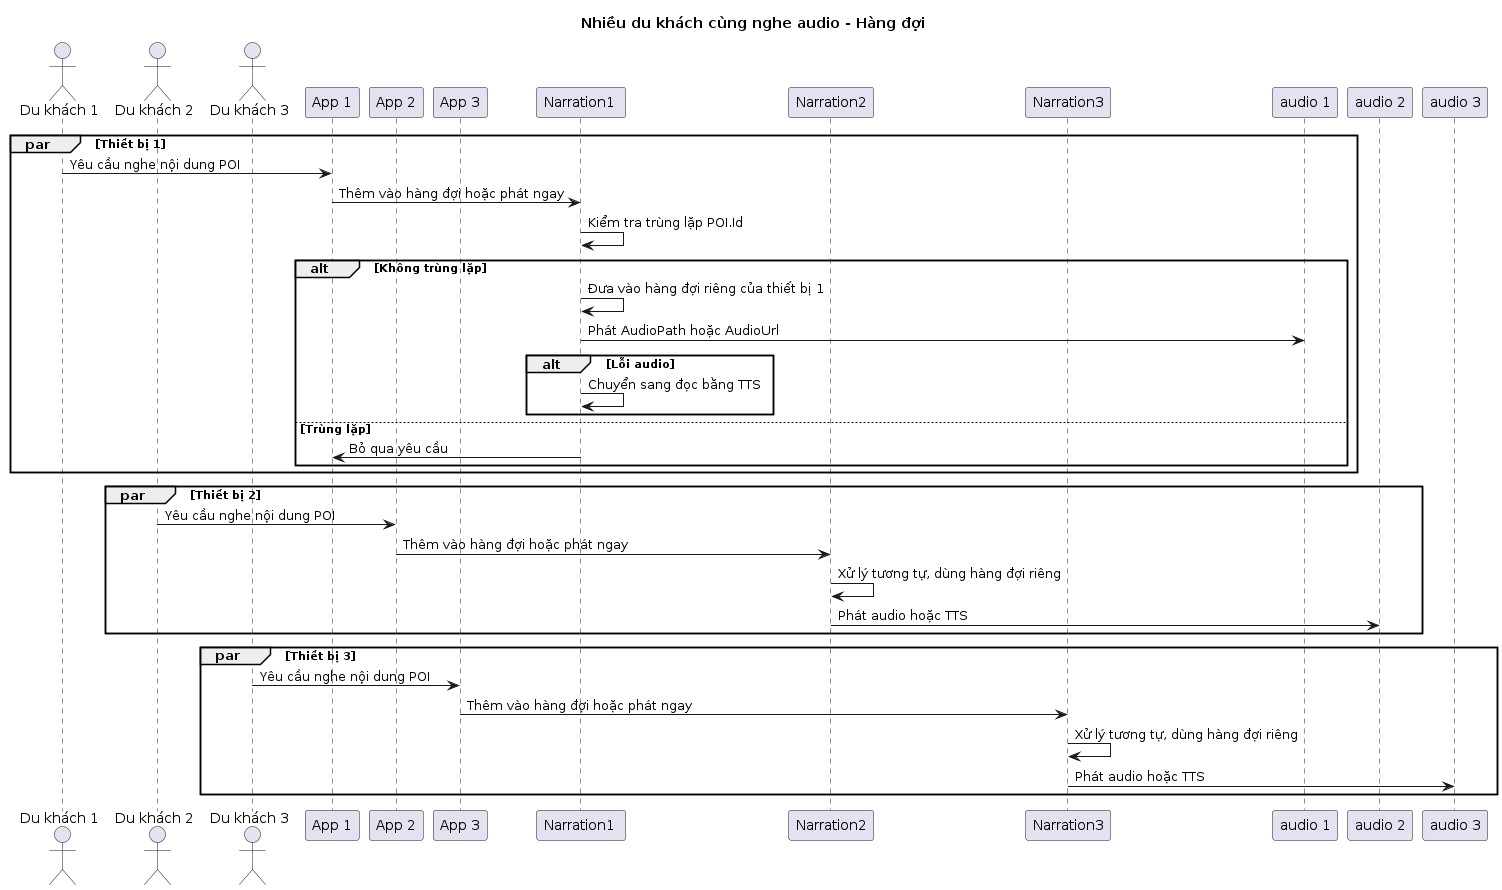 Nhiều du khách cùng nghe audio - Hàng đợi
Du khách 1 Du khách 2 Du khách 3 App 1 App 2 App 3 Narration1 Narration2 Narration3 audio 1 audio 2 audio 3
par [Thiết bị 1]
Yêu cầu nghe nội dung POI
Thêm vào hàng đợi hoặc phát ngay
Kiểm tra trùng lặp POI.Id
alt [Không trùng lặp]
Đưa vào hàng đợi riêng của thiết bị 1
Phát AudioPath hoặc AudioUrl
alt [Lỗi audio]
Chuyển sang đọc bằng TTS
[Trùng lặp]
Bỏ qua yêu cầu
par [Thiết bị 2]
Yêu cầu nghe nội dung POI
Thêm vào hàng đợi hoặc phát ngay
Xử lý tương tự, dùng hàng đợi riêng
Phát audio hoặc TTS
par [Thiết bị 3]
Yêu cầu nghe nội dung POI
Thêm vào hàng đợi hoặc phát ngay
Xử lý tương tự, dùng hàng đợi riêng
Phát audio hoặc TTS
Du khách 1 Du khách 2 Du khách 3 App 1 App 2 App 3 Narration1 Narration2 Narration3 audio 1 audio 2 audio 3